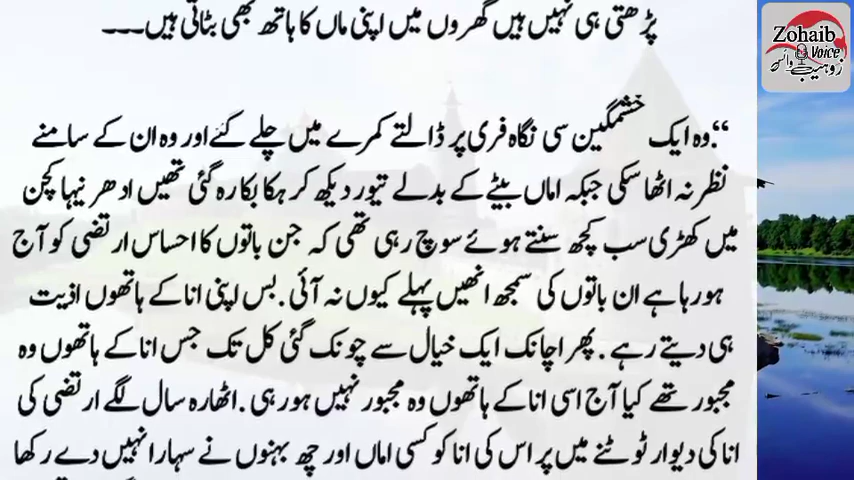 پڑھتی ہی نہیں ہیں گھروں میں اپنی ماں کا ہاتھ بھی بٹاتی ہیں۔۔۔
Zohaib
Voice
زوہیب وائس
“.وہ ایک خشمگین سی نگاہ فری پر ڈالتے کمرے میں چلے گئے اور وہ ان کے سامنے
نظر نہ اٹھا سکی جبکہ اماں بیٹے کے بدلے تیور دیکھ کر ہکا بکا رہ گئی تھیں ادھر نیہا کچن
میں کھڑی سب کچھ سنتے ہوئے سوچ رہی تھی کہ جن باتوں کا احساس ارتضی کو آج
ہو رہا ہے ان باتوں کی سمجھ انھیں پہلے کیوں نہ آئی .بس اپنی انا کے ہاتھوں اذیت
ہی دیتے رہے .پھر اچانک ایک خیال سے چونک گئی کل تک جس انا کے ہاتھوں وہ
مجبور تھے کیا آج اسی انا کے ہاتھوں وہ مجبور نہیں ہو رہی .اٹھارہ سال لگے ارتضی کی
انا کی دیوار ٹوٹنے میں پر اس کی انا کو کسی اماں اور چھ بہنوں نے سہارا نہیں دے رکھا